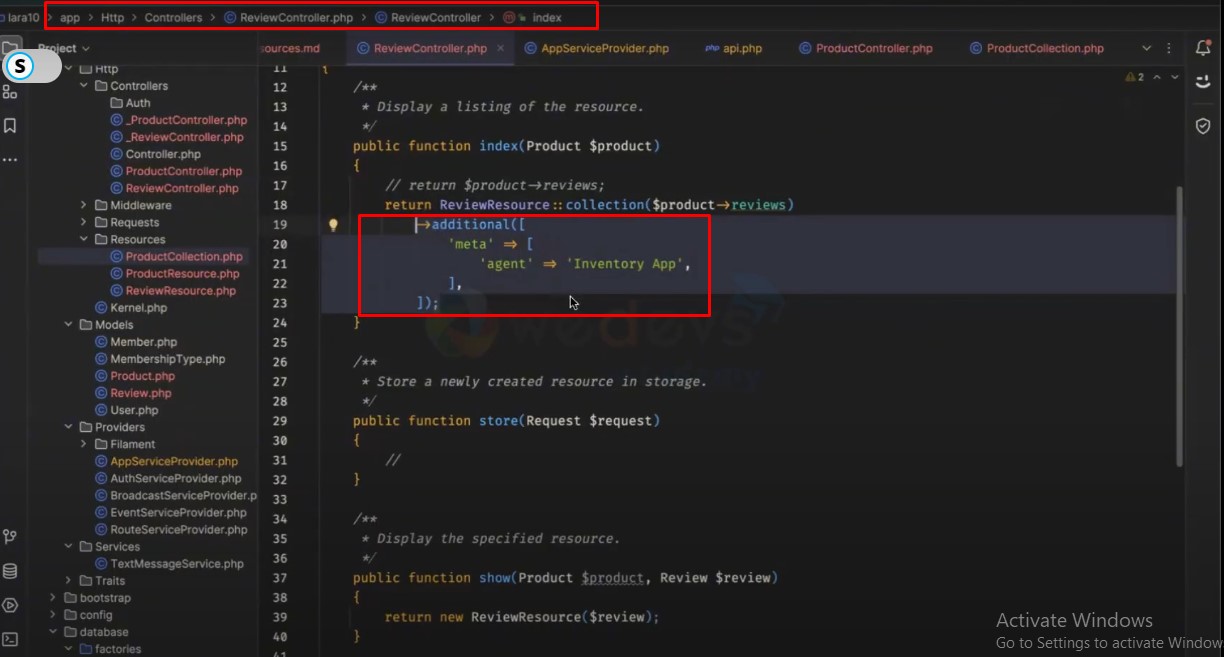 lara10 > app > Http > Controllers > ReviewController.php > ReviewController > index
Project
sources.md
ReviewController.php
AppServiceProvider.php
api.php
ProductController.php
ProductCollection.php
S
2
Http
Controllers
Auth
_ProductController.php
_ReviewController.php
Controller.php
ProductController.php
ReviewController.php
Middleware
Requests
Resources
ProductCollection.php
ProductResource.php
ReviewResource.php
Kernel.php
Models
Member.php
MembershipType.php
Product.php
Review.php
User.php
Providers
Filament
AppServiceProvider.php
AuthServiceProvider.php
BroadcastServiceProvider.p
EventServiceProvider.php
RouteServiceProvider.php
Services
TextMessageService.php
Traits
bootstrap
config
database
factories
11 {
12 /**
13 * Display a listing of the resource.
14 */
15 public function index(Product $product)
16 {
17 // return $product->reviews;
18 return ReviewResource::collection($product->reviews)
19 ->additional([
20 'meta' => [
21 'agent' => 'Inventory App',
22 ],
23 ]);
24 }
25
26 /**
27 * Store a newly created resource in storage.
28 */
29 public function store(Request $request)
30 {
31 //
32 }
33
34 /**
35 * Display the specified resource.
36 */
37 public function show(Product $product, Review $review)
38 {
39 return new ReviewResource($review);
40 }
41
wedevs
academy
Activate Windows
Go to Settings to activate Window